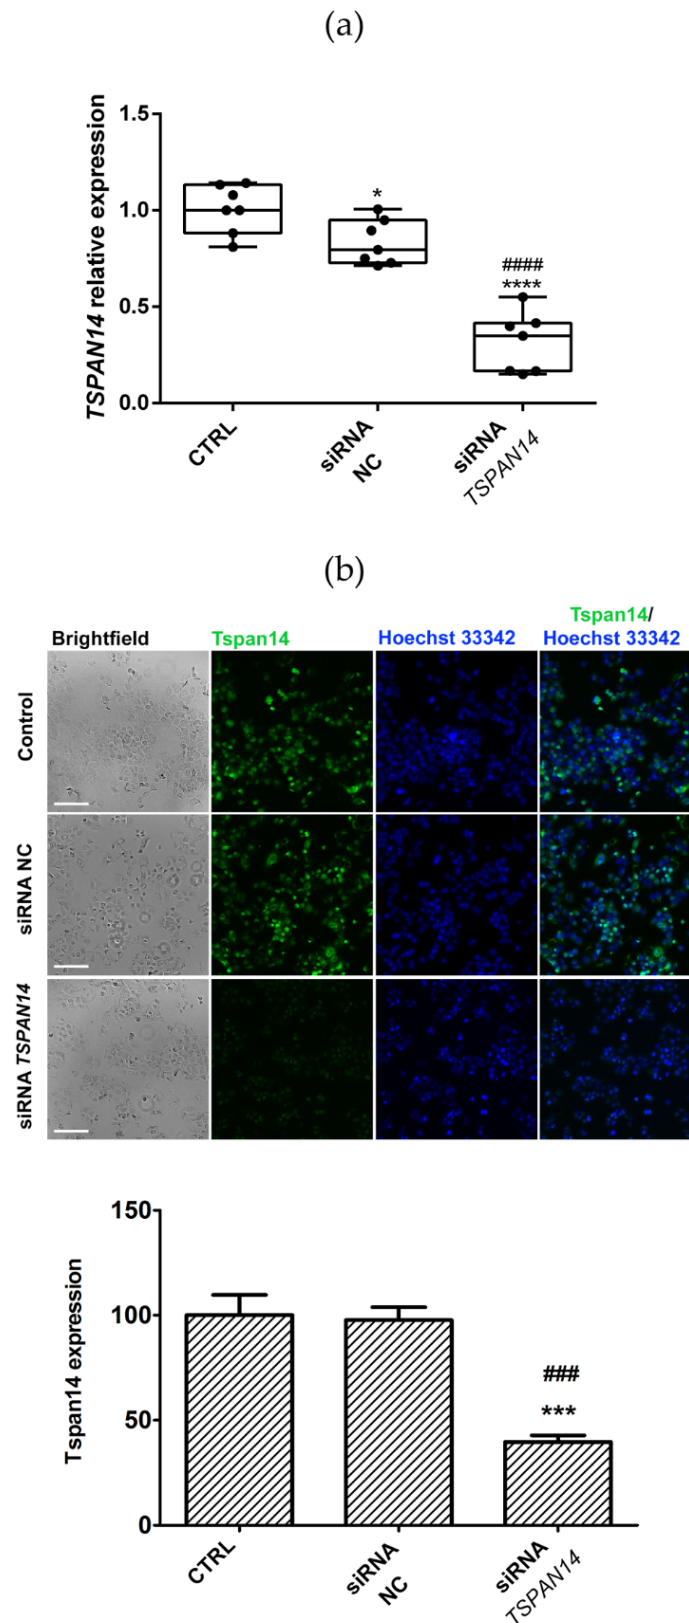 (a)
TSPAN14 relative expression
1.5
1.0
0.5
0.0
*
####
****
CTRL
siRNA
NC
siRNA
TSPAN14
(b)
Brightfield
Tspan14
Hoechst 33342
Tspan14/
Hoechst 33342
Control
siRNA NC
siRNA TSPAN14
Tspan14 expression
150
100
50
0
###
***
CTRL
siRNA
NC
siRNA
TSPAN14